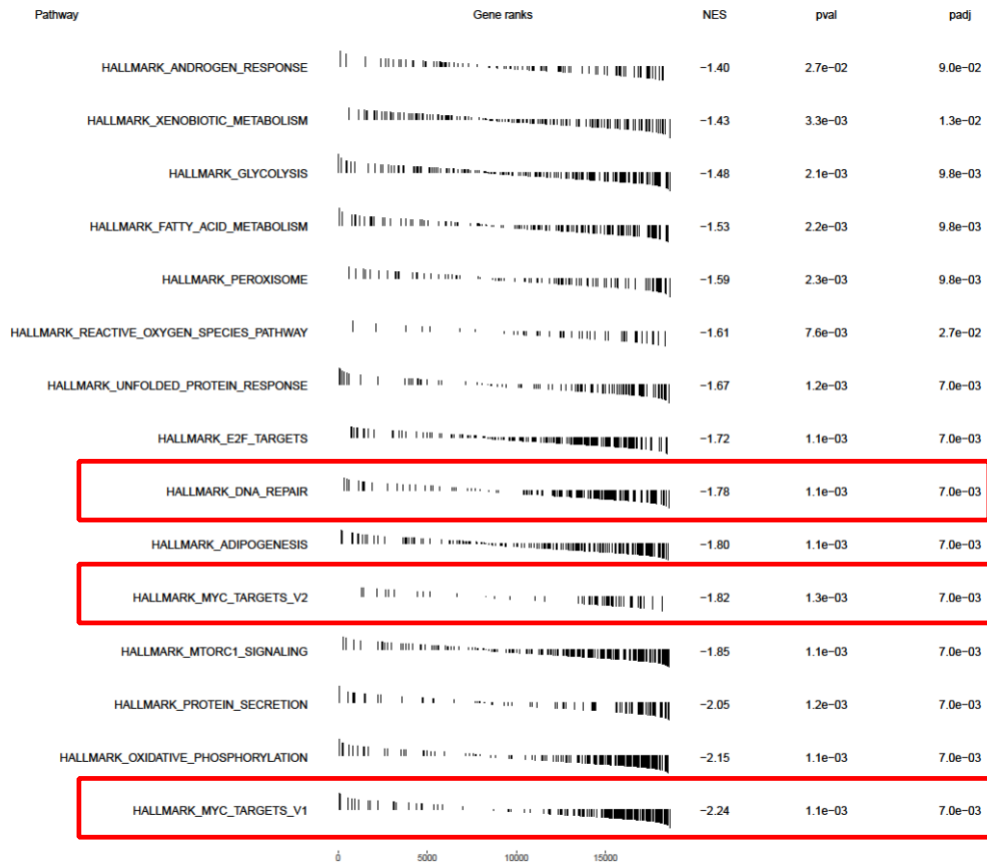 Pathway Gene ranks NES pval padj
HALLMARK_ANDROGEN_RESPONSE −1.40 2.7e−02 9.0e−02
HALLMARK_XENOBIOTIC_METABOLISM −1.43 3.3e−03 1.3e−02
HALLMARK_GLYCOLYSIS −1.48 2.1e−03 9.8e−03
HALLMARK_FATTY_ACID_METABOLISM −1.53 2.2e−03 9.8e−03
HALLMARK_PEROXISOME −1.59 2.3e−03 9.8e−03
HALLMARK_REACTIVE_OXYGEN_SPECIES_PATHWAY −1.61 7.6e−03 2.7e−02
HALLMARK_UNFOLDED_PROTEIN_RESPONSE −1.67 1.2e−03 7.0e−03
HALLMARK_E2F_TARGETS −1.72 1.1e−03 7.0e−03
HALLMARK_DNA_REPAIR −1.78 1.1e−03 7.0e−03
HALLMARK_ADIPOGENESIS −1.80 1.1e−03 7.0e−03
HALLMARK_MYC_TARGETS_V2 −1.82 1.3e−03 7.0e−03
HALLMARK_MTORC1_SIGNALING −1.85 1.1e−03 7.0e−03
HALLMARK_PROTEIN_SECRETION −2.05 1.2e−03 7.0e−03
HALLMARK_OXIDATIVE_PHOSPHORYLATION −2.15 1.1e−03 7.0e−03
HALLMARK_MYC_TARGETS_V1 −2.24 1.1e−03 7.0e−03
0 5000 10000 15000